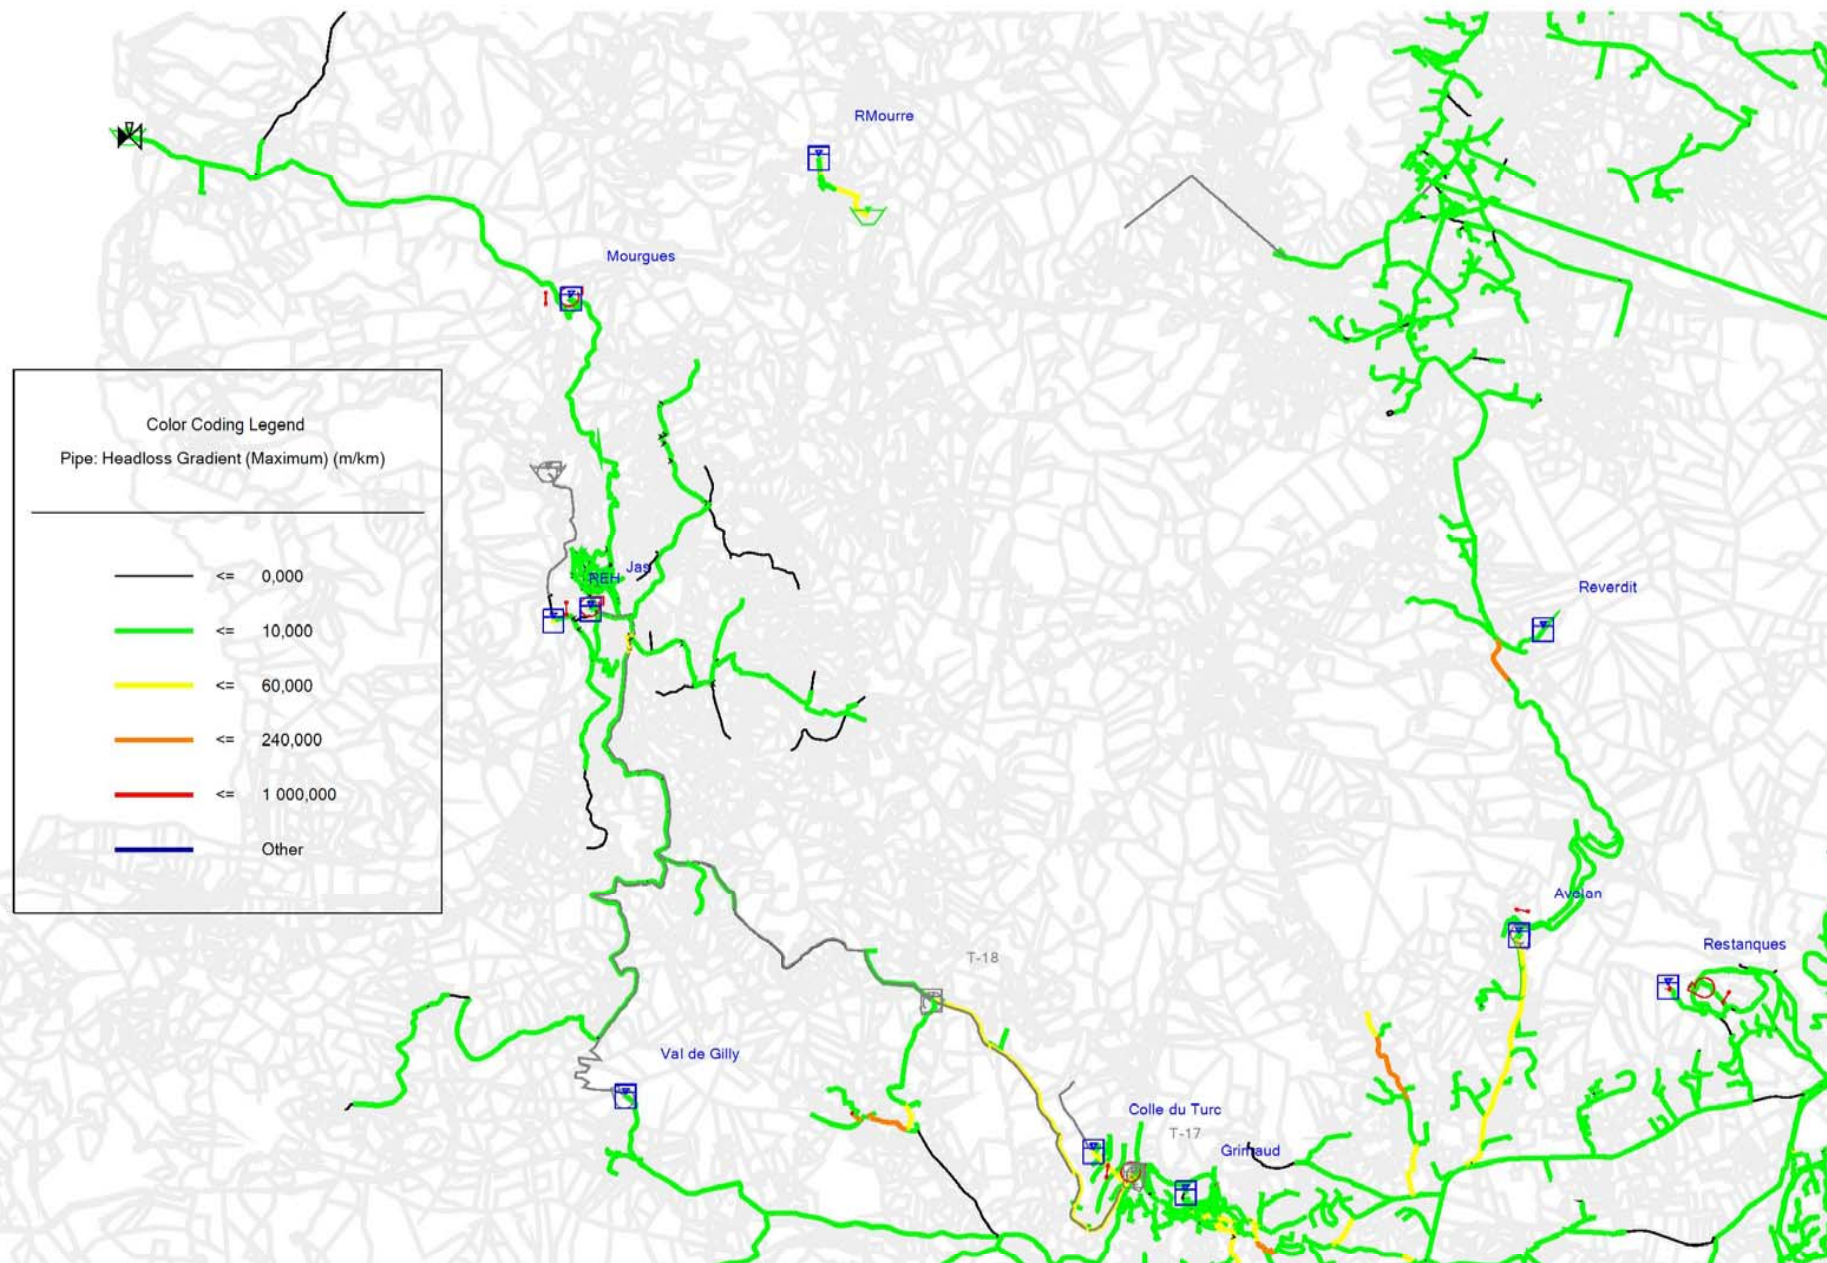 RMourre
Mourgues
Color Coding Legend
Pipe: Headloss Gradient (Maximum) (m/km)
<= 0,000
<= 10,000
<= 60,000
<= 240,000
<= 1 000,000
Other
Jas
REH
Reverdit
Avelan
Restanques
T-18
Val de Gilly
Colle du Turc
T-17
Grimaud